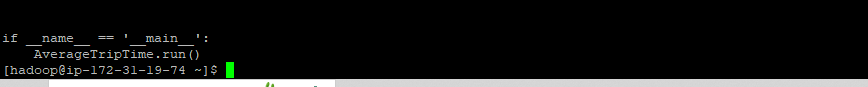 if __name__ == '__main__':
    AverageTripTime.run()
[hadoop@ip-172-31-19-74 ~]$